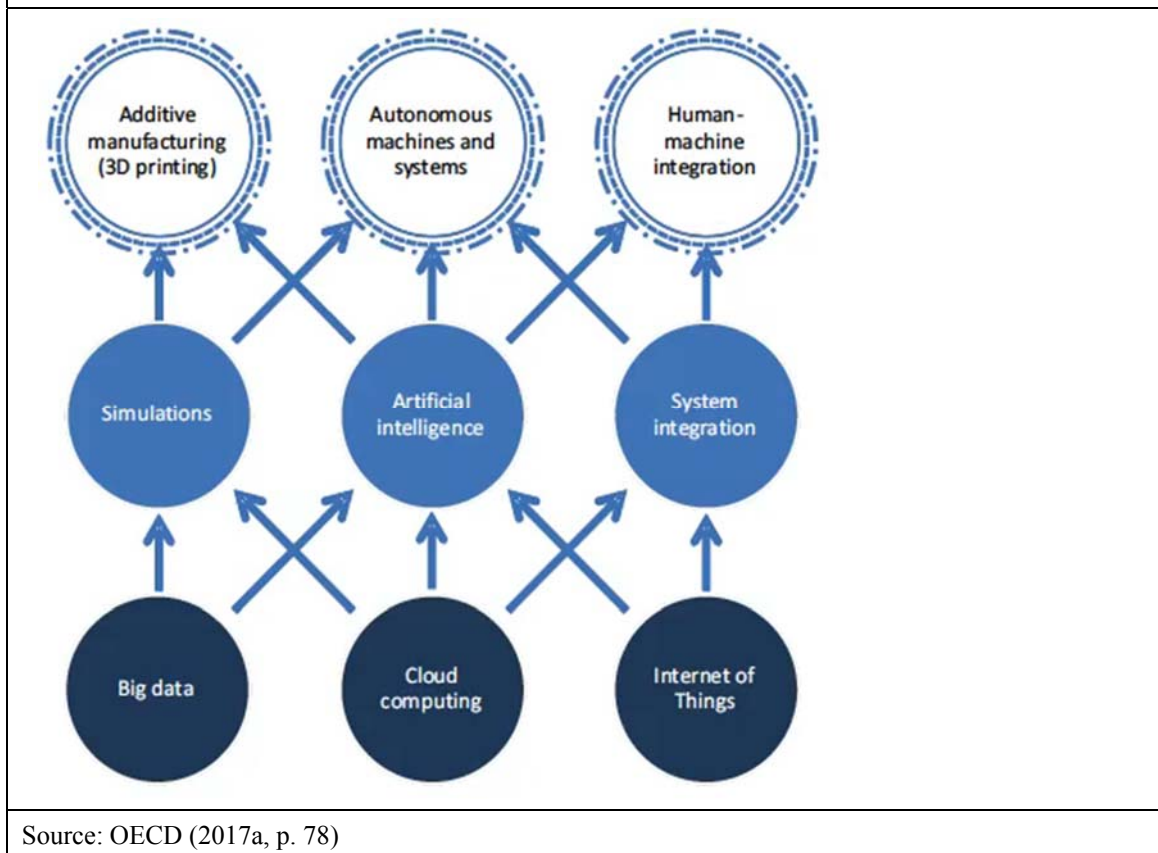 Additive
manufacturing
(3D printing)
Autonomous
machines and
systems
Human-
machine
integration
Simulations
Artificial
intelligence
System
integration
Big data
Cloud
computing
Internet of
Things
Source: OECD (2017a, p. 78)